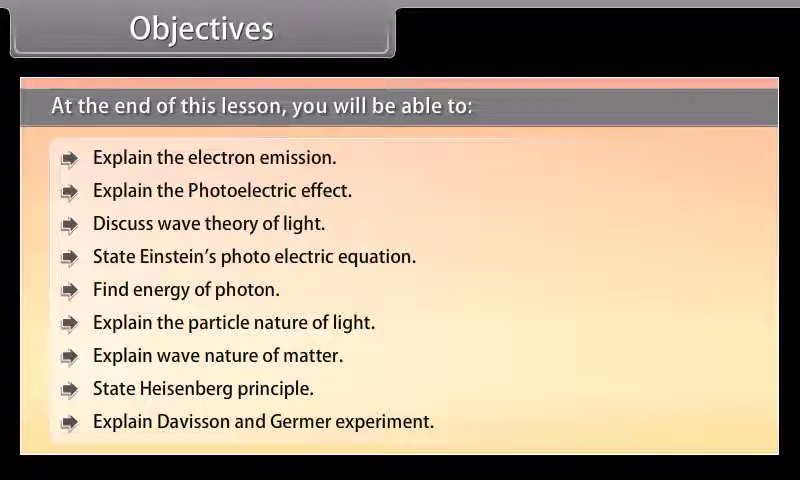 Objectives
At the end of this lesson, you will be able to:
Explain the electron emission.
Explain the Photoelectric effect.
Discuss wave theory of light.
State Einstein’s photo electric equation.
Find energy of photon.
Explain the particle nature of light.
Explain wave nature of matter.
State Heisenberg principle.
Explain Davisson and Germer experiment.